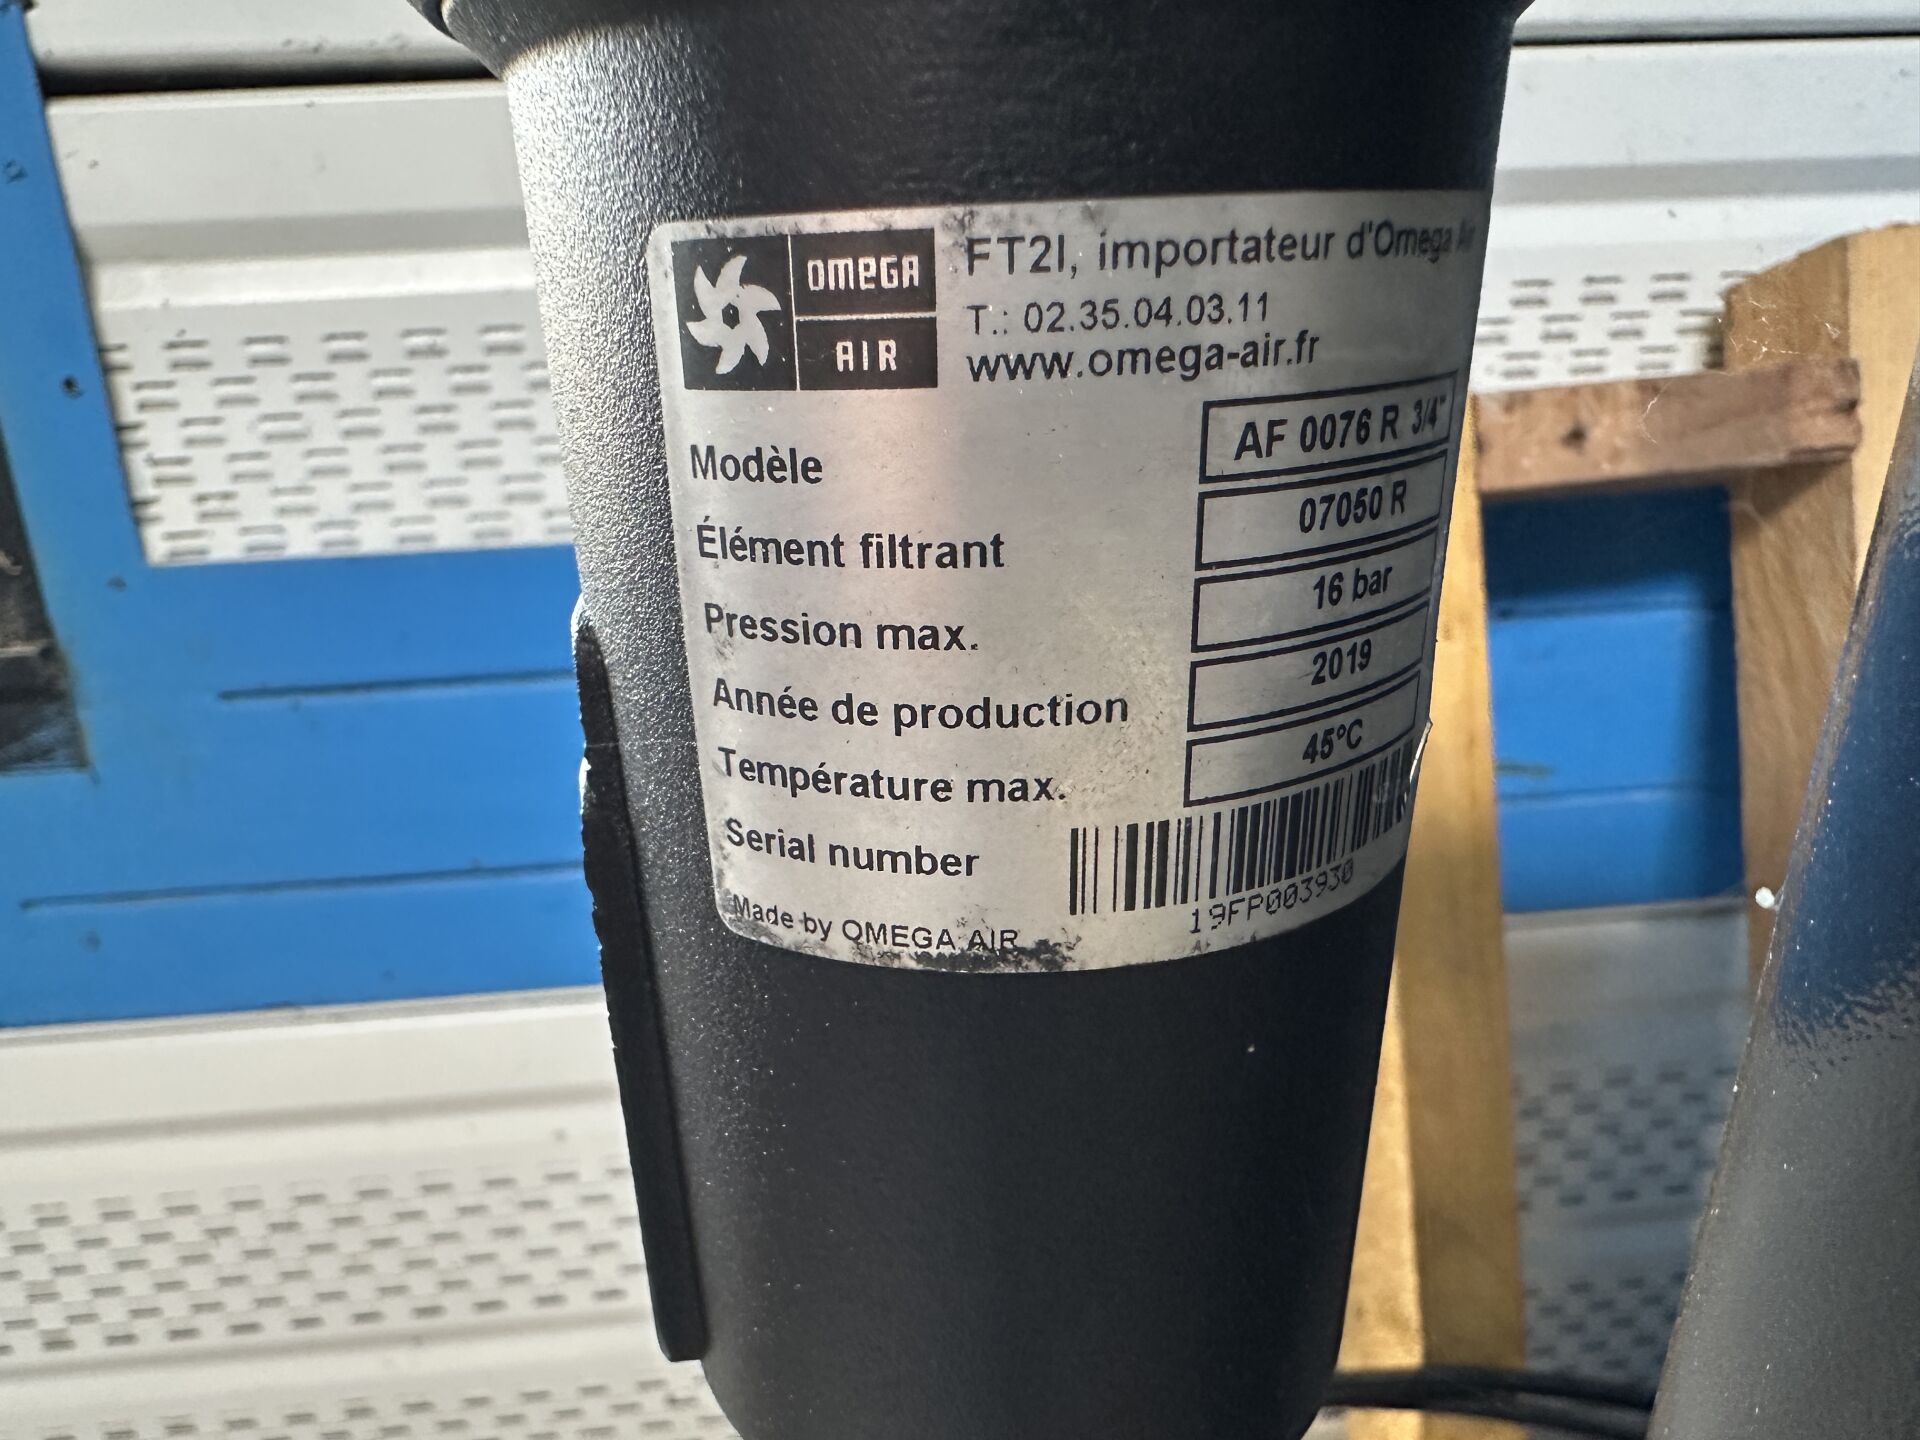 OMEGA
AIR
FT2I, importateur d'Omega Air
T.: 02.35.04.03.11
www.omega-air.fr
Modèle AF 0076 R 3/4"
Élément filtrant 07050 R
Pression max. 16 bar
Année de production 2019
Température max. 45°C
Serial number
19FP003930
Made by OMEGA AIR